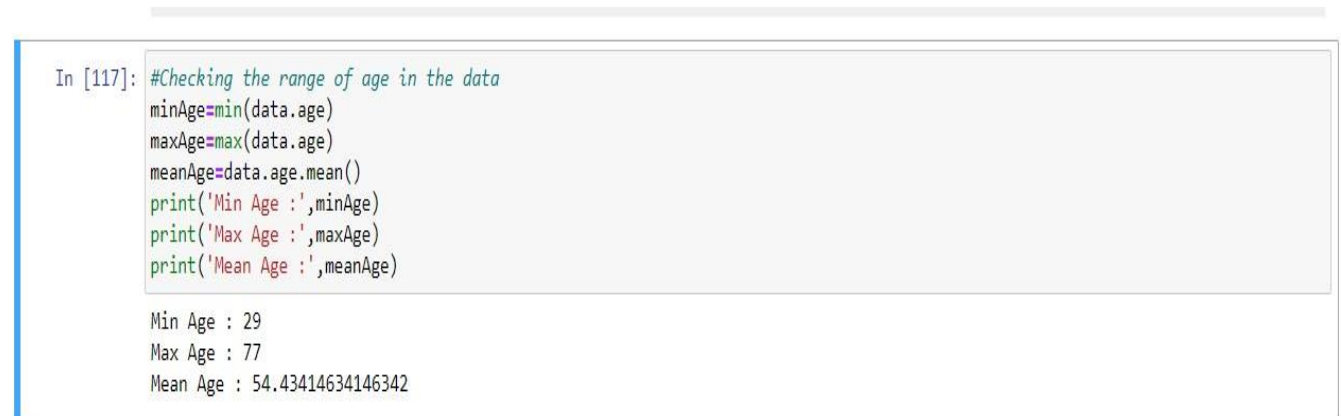 In [117]: #Checking the range of age in the data
minAge=min(data.age)
maxAge=max(data.age)
meanAge=data.age.mean()
print('Min Age :',minAge)
print('Max Age :',maxAge)
print('Mean Age :',meanAge)
Min Age : 29
Max Age : 77
Mean Age : 54.43414634146342